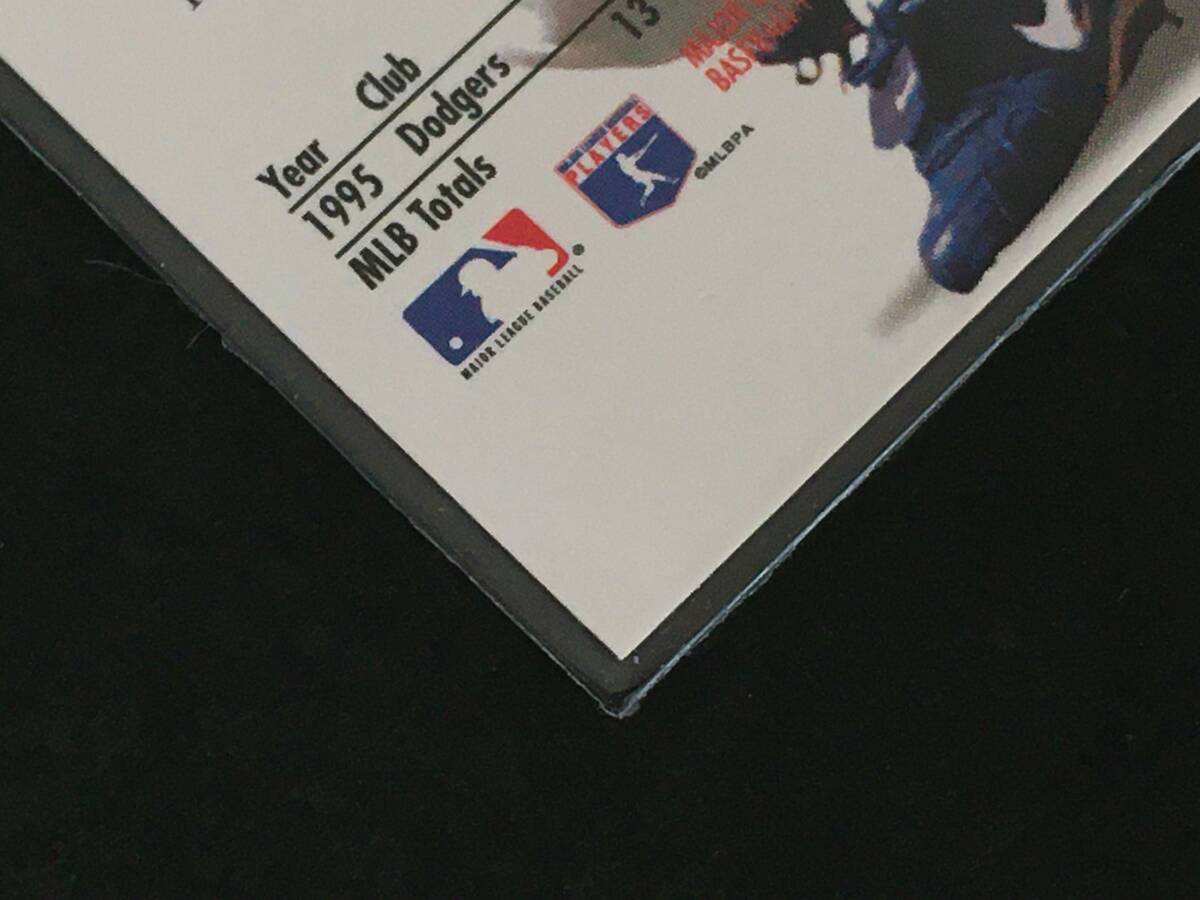 Year Club
1995 Dodgers 13
MLB Totals
MAJOR LEAGUE BASEBALL ®
PLAYERS
©MLBPA